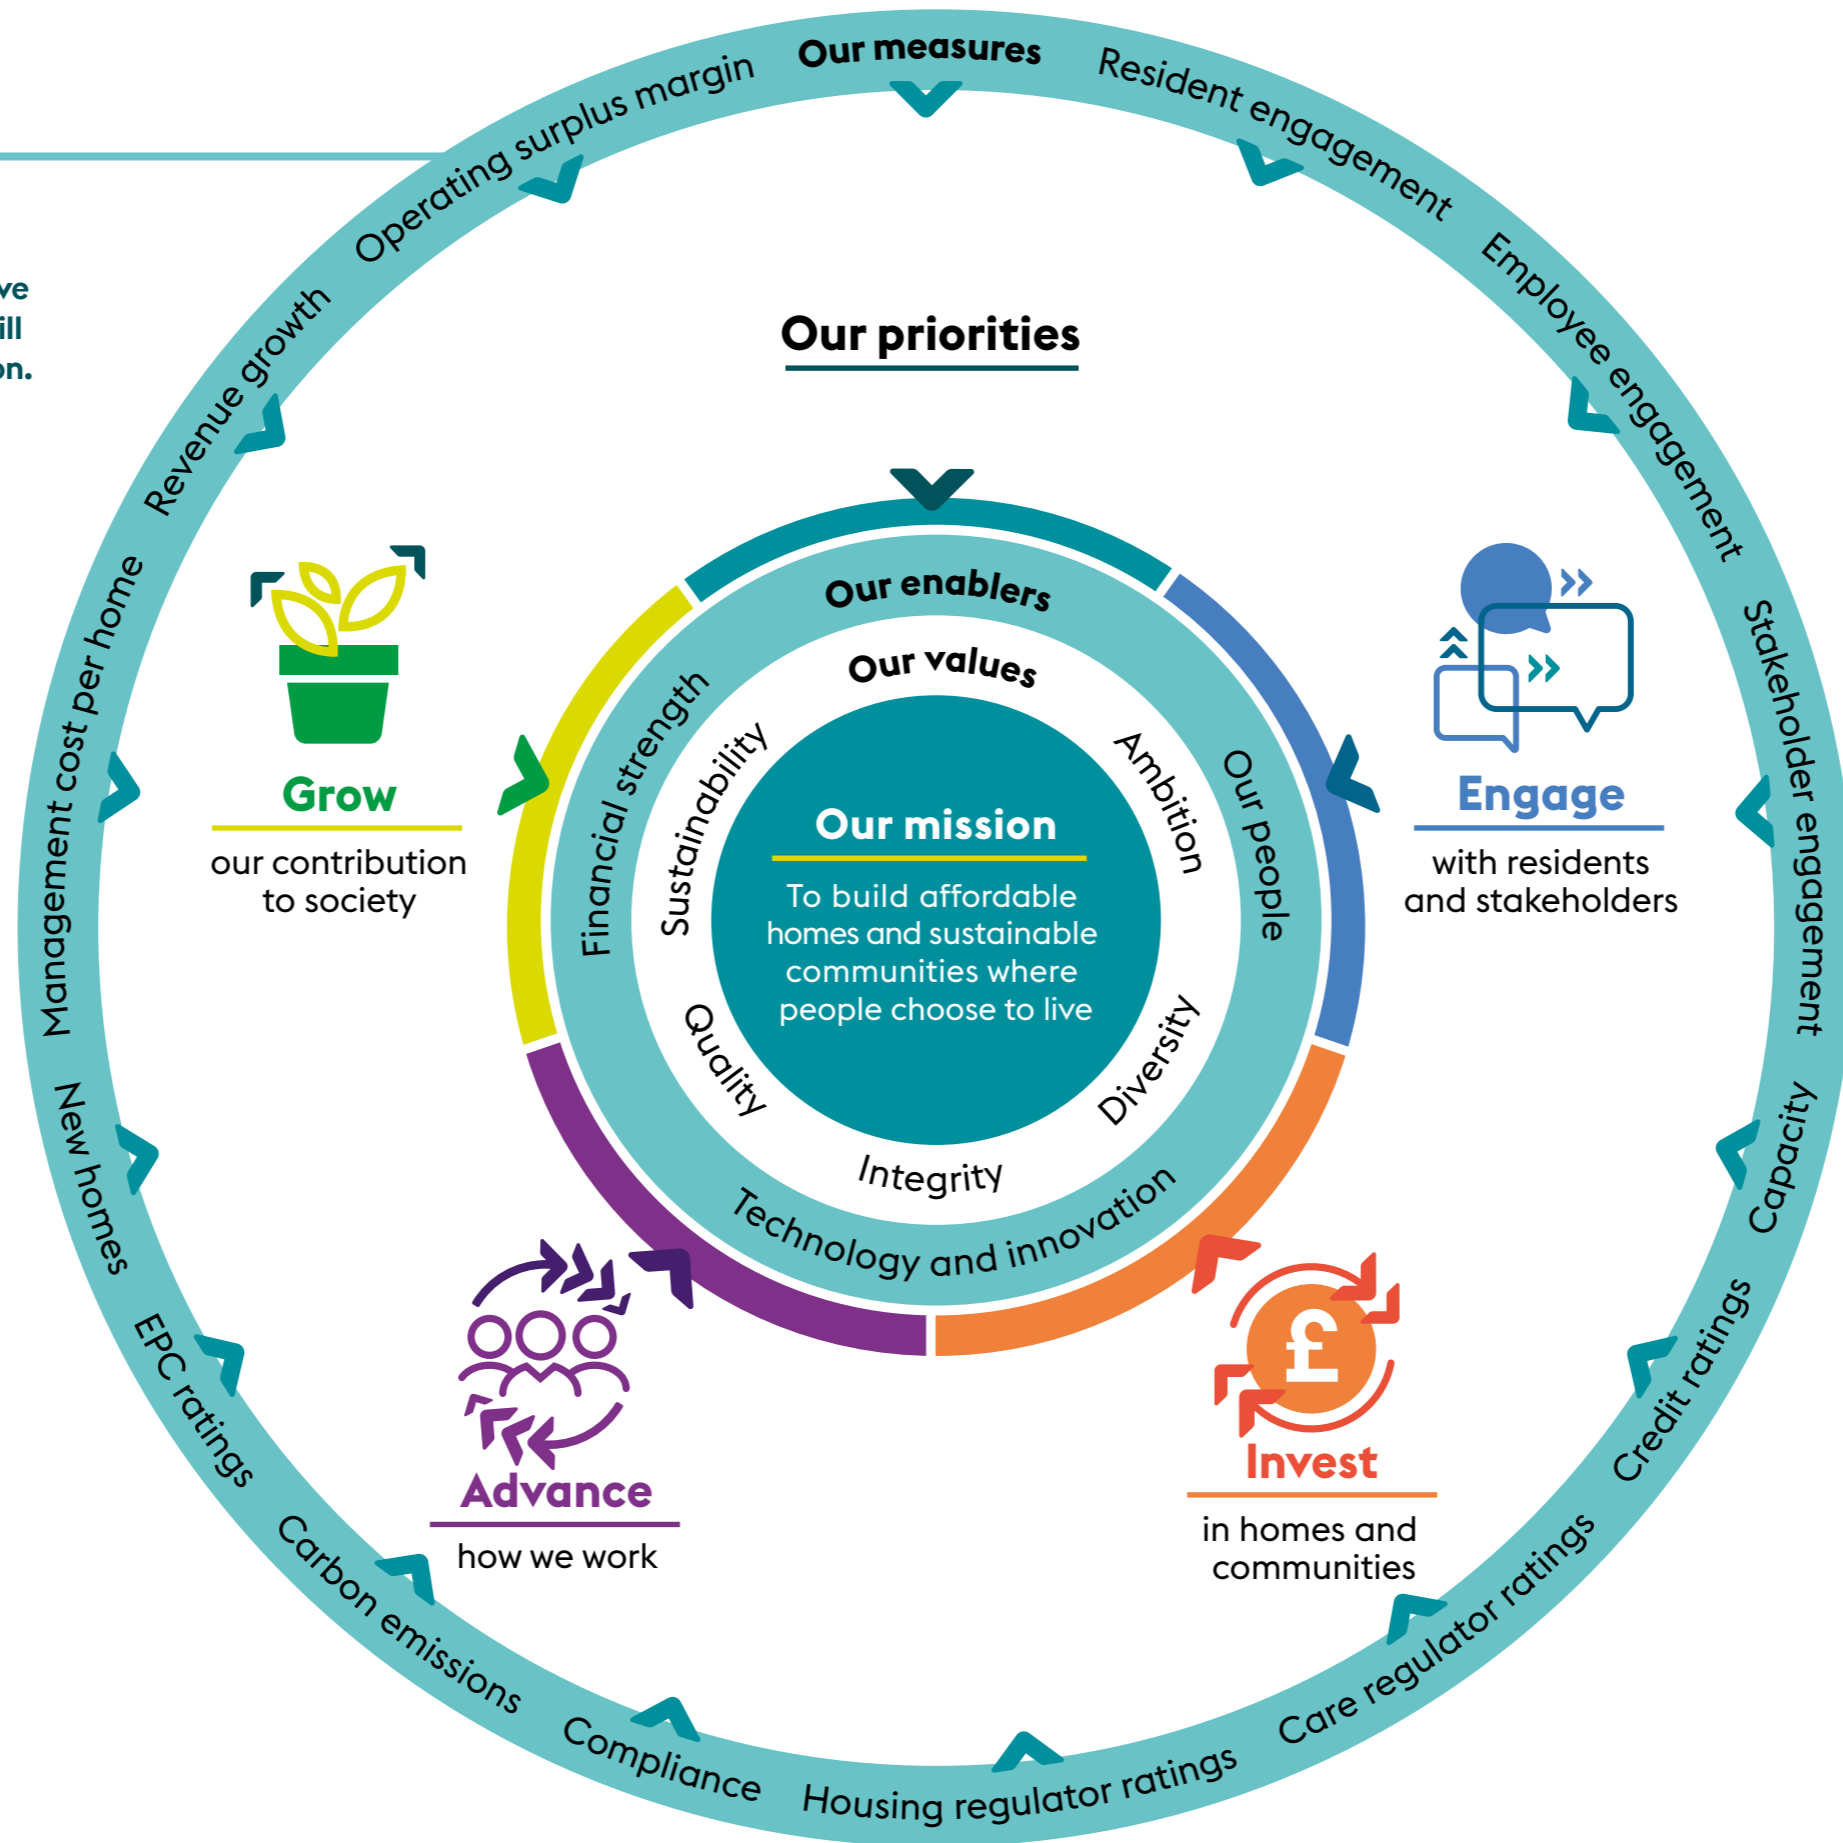 Our measures
Resident engagement
Employee engagement
Stakeholder engagement
Capacity
Credit ratings
Care regulator ratings
Housing regulator ratings
Compliance
Carbon emissions
EPC ratings
New homes
Management cost per home
Revenue growth
Operating surplus margin
ve
ill
on.
Our priorities
Grow
our contribution
to society
Engage
with residents
and stakeholders
Invest
in homes and
communities
Advance
how we work
Our enablers
Our people
Technology and innovation
Financial strength
Our values
Ambition
Diversity
Integrity
Quality
Sustainability
Our mission
To build affordable
homes and sustainable
communities where
people choose to live
£